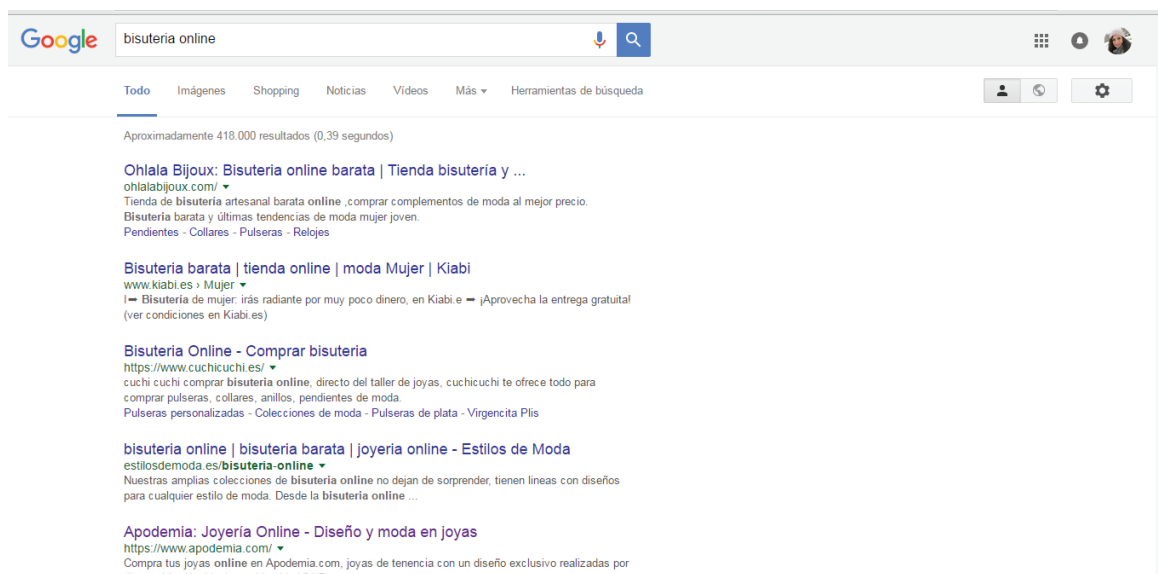 Google
bisuteria online
Todo Imágenes Shopping Noticias Vídeos Más Herramientas de búsqueda
Aproximadamente 418.000 resultados (0,39 segundos)
Ohlala Bijoux: Bisuteria online barata | Tienda bisutería y ...
ohlalabijoux.com/
Tienda de bisutería artesanal barata online ,comprar complementos de moda al mejor precio.
Bisuteria barata y últimas tendencias de moda mujer joven.
Pendientes - Collares - Pulseras - Relojes
Bisuteria barata | tienda online | moda Mujer | Kiabi
www.kiabi.es › Mujer
I➡ Bisutería de mujer: irás radiante por muy poco dinero, en Kiabi.e ➡ ¡Aprovecha la entrega gratuita!
(ver condiciones en Kiabi.es)
Bisuteria Online - Comprar bisuteria
https://www.cuchicuchi.es/
cuchi cuchi comprar bisuteria online, directo del taller de joyas, cuchicuchi te ofrece todo para
comprar pulseras, collares, anillos, pendientes de moda.
Pulseras personalizadas - Colecciones de moda - Pulseras de plata - Virgencita Plis
bisuteria online | bisuteria barata | joyeria online - Estilos de Moda
estilosdemoda.es/bisuteria-online
Nuestras amplias colecciones de bisuteria online no dejan de sorprender, tienen lineas con diseños
para cualquier estilo de moda. Desde la bisuteria online ...
Apodemia: Joyería Online - Diseño y moda en joyas
https://www.apodemia.com/
Compra tus joyas online en Apodemia.com, joyas de tenencia con un diseño exclusivo realizadas por